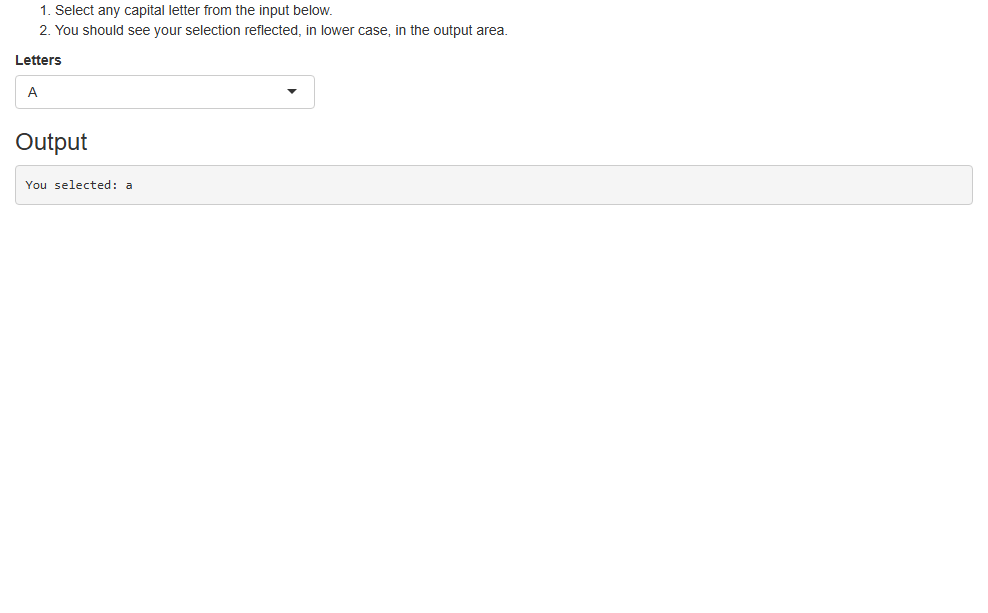 1. Select any capital letter from the input below.
2. You should see your selection reflected, in lower case, in the output area.
Letters
A
Output
You selected: a